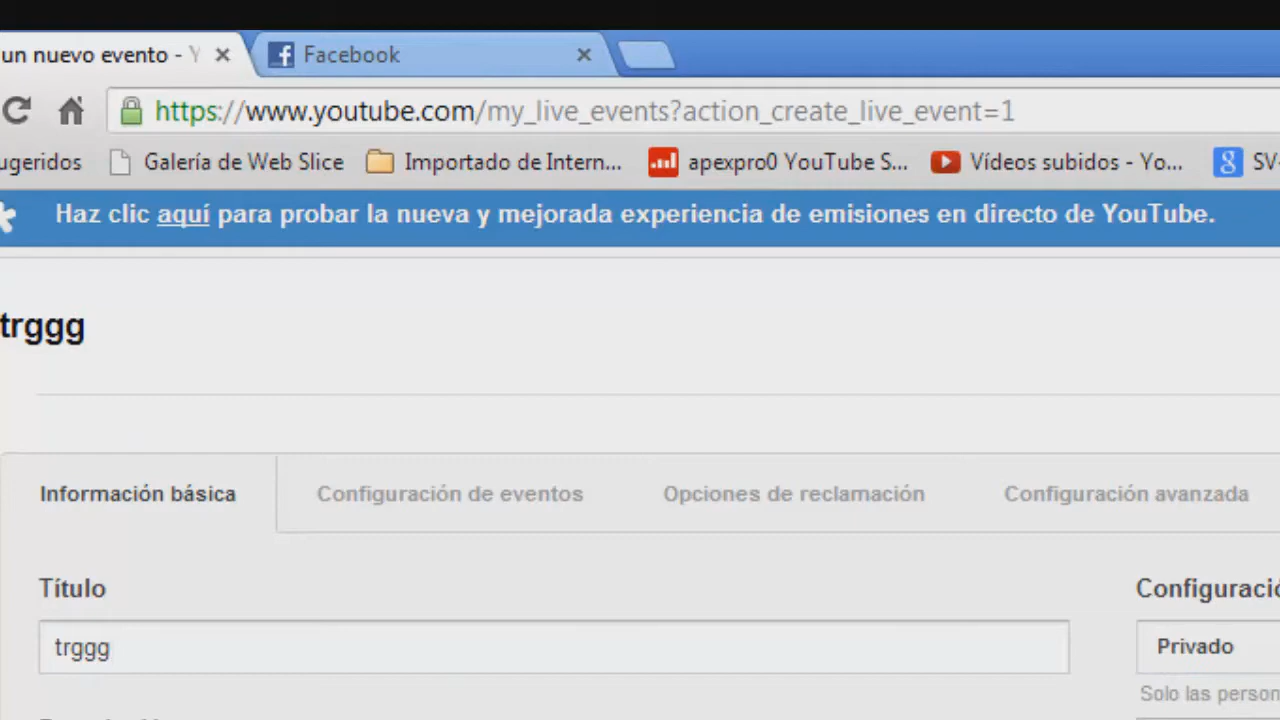 un nuevo evento - Y
Facebook
https://www.youtube.com/my_live_events?action_create_live_event=1
ugeridos Galería de Web Slice Importado de Intern... apexpro0 YouTube S... Vídeos subidos - Yo... SV-
Haz clic aquí para probar la nueva y mejorada experiencia de emisiones en directo de YouTube.
trggg
Información básica Configuración de eventos Opciones de reclamación Configuración avanzada
Título
Configuració
trggg
Privado
Solo las person